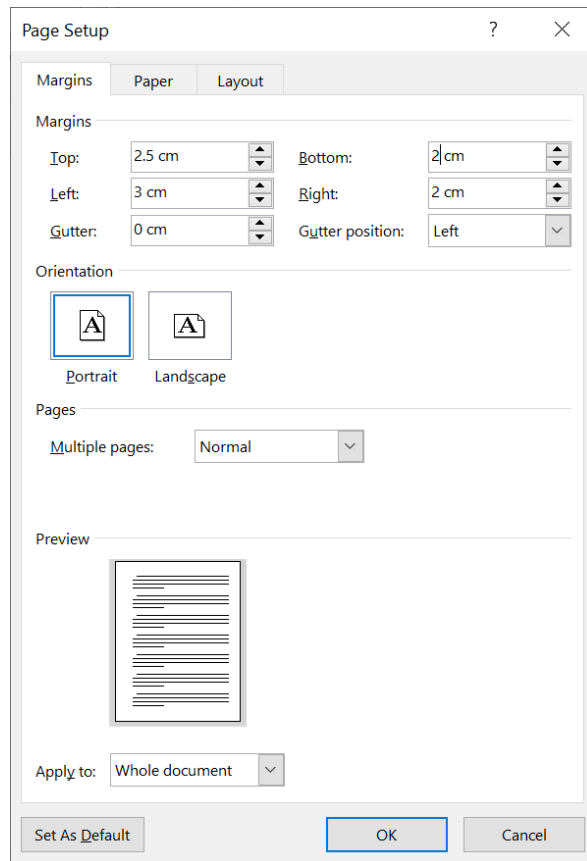 Page Setup
Margins Paper Layout
Margins
Top: 2.5 cm Bottom: 2 cm
Left: 3 cm Right: 2 cm
Gutter: 0 cm Gutter position: Left
Orientation
A A
Portrait Landscape
Pages
Multiple pages: Normal
Preview
Apply to: Whole document
Set As Default OK Cancel